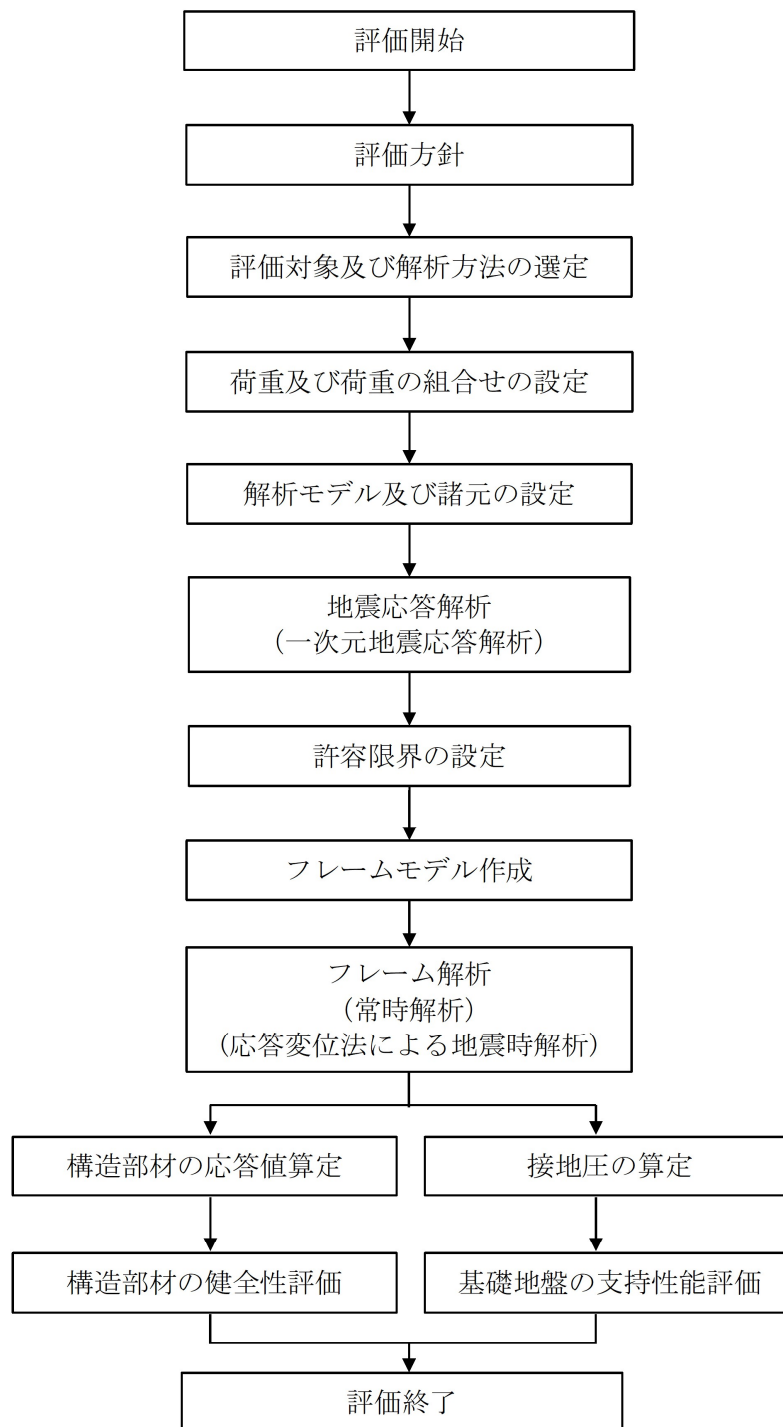 評価開始
評価方針
評価対象及び解析方法の選定
荷重及び荷重の組合せの設定
解析モデル及び諸元の設定
地震応答解析
(一次元地震応答解析)
許容限界の設定
フレームモデル作成
フレーム解析
(常時解析)
(応答変位法による地震時解析)
構造部材の応答値算定
接地圧の算定
構造部材の健全性評価
基礎地盤の支持性能評価
評価終了